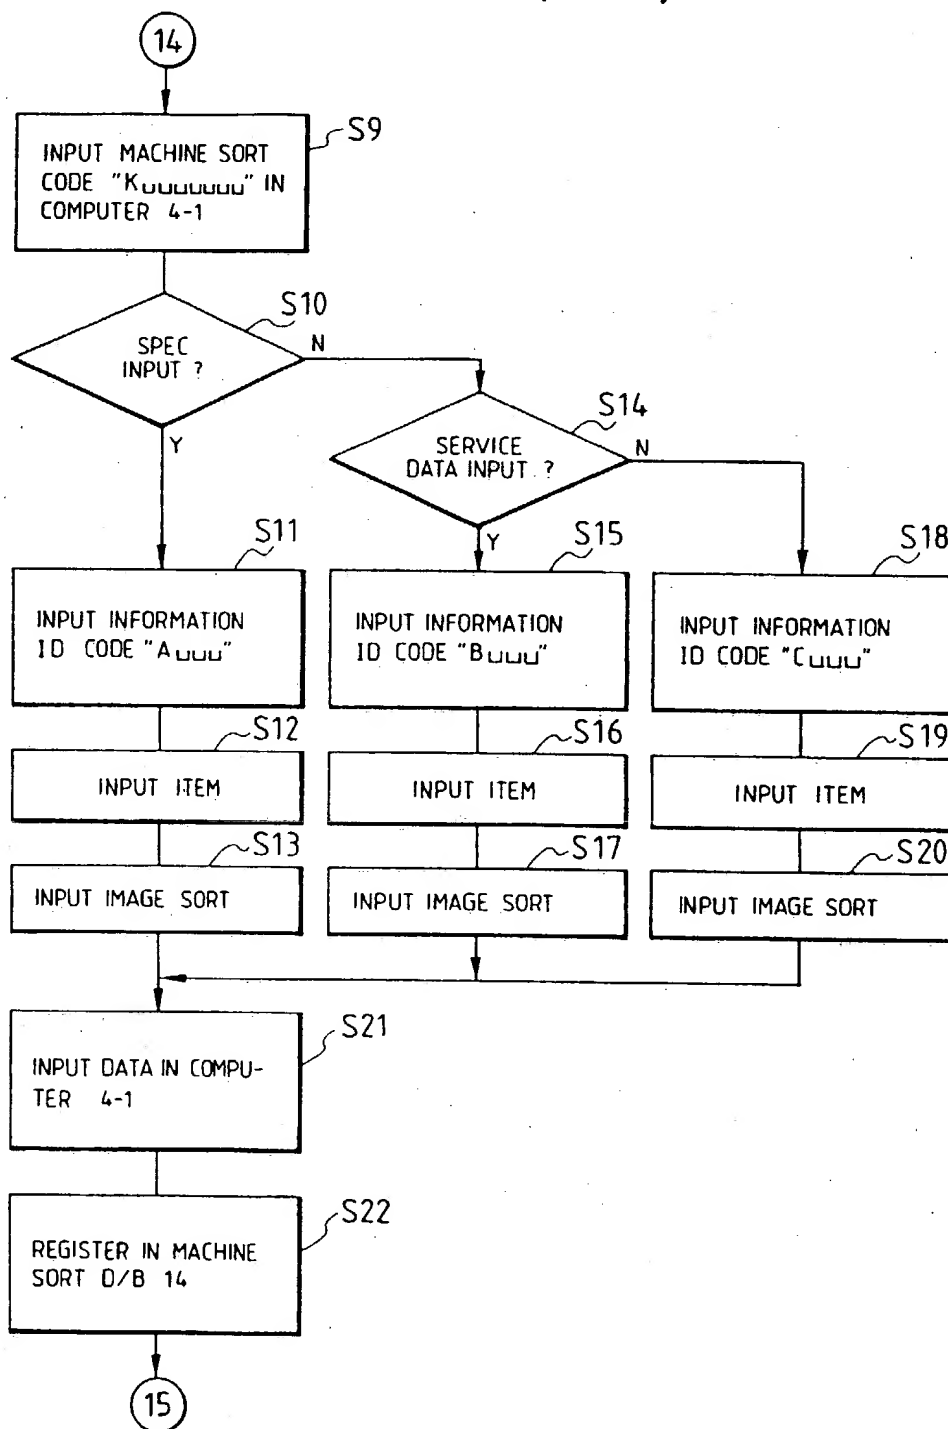 14
S9
INPUT MACHINE SORT
CODE "K␣␣␣␣␣␣␣" IN
COMPUTER 4-1
S10
SPEC
INPUT ?
N
Y
S14
SERVICE
DATA INPUT ?
N
Y
S11
INPUT INFORMATION
ID CODE "A␣␣␣"
S15
INPUT INFORMATION
ID CODE "B␣␣␣"
S18
INPUT INFORMATION
ID CODE "C␣␣␣"
S12
INPUT ITEM
S16
INPUT ITEM
S19
INPUT ITEM
S13
INPUT IMAGE SORT
S17
INPUT IMAGE SORT
S20
INPUT IMAGE SORT
S21
INPUT DATA IN COMPU-
TER 4-1
S22
REGISTER IN MACHINE
SORT D/B 14
15